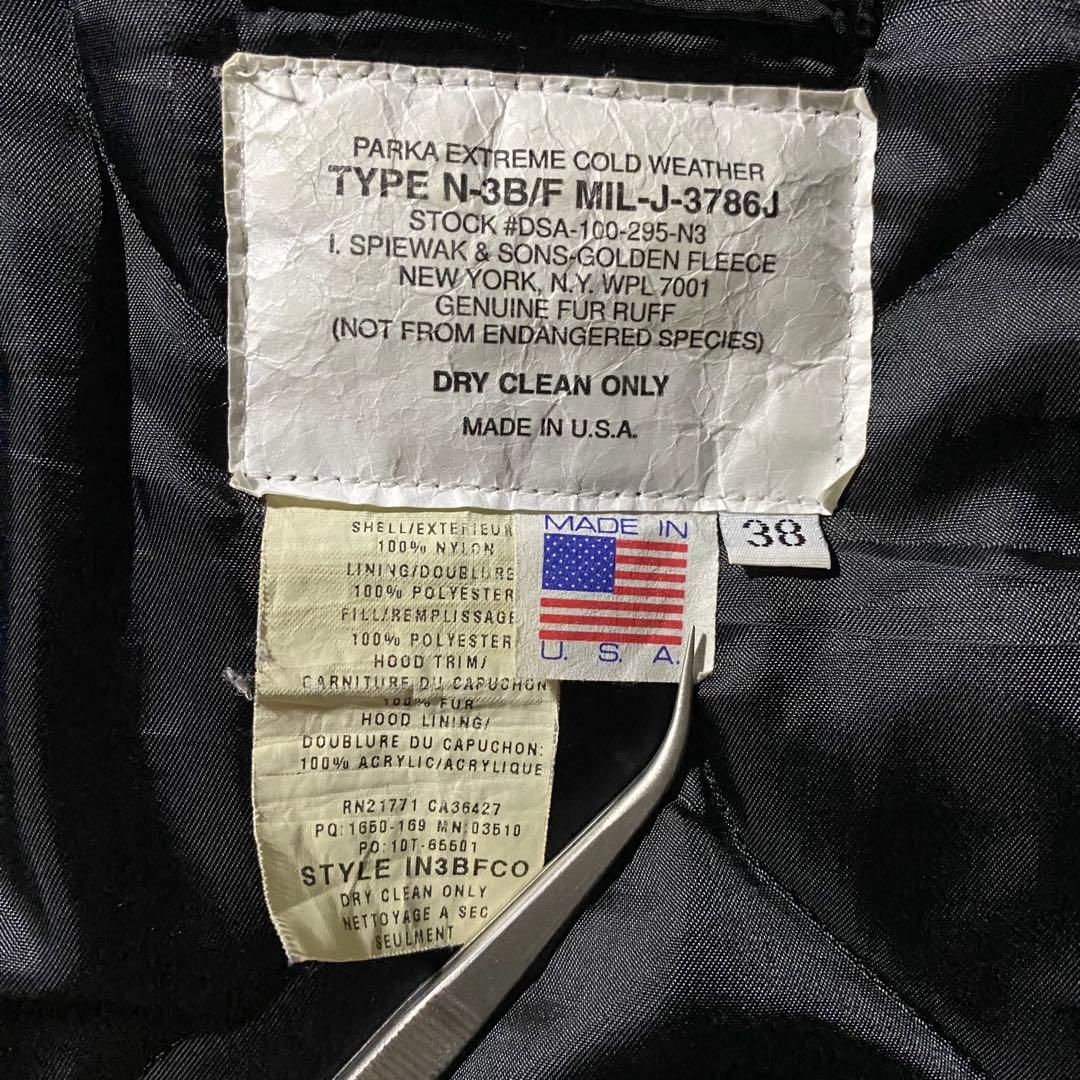 PARKA EXTREME COLD WEATHER
TYPE N-3B/F MIL-J-3786J
STOCK #DSA-100-295-N3
I. SPIEWAK & SONS-GOLDEN FLEECE
NEW YORK, N.Y. WPL 7001
GENUINE FUR RUFF
(NOT FROM ENDANGERED SPECIES)
DRY CLEAN ONLY
MADE IN U.S.A.
SHELL/EXTERIEUR
100% NYLON
LINING/DOUBLURE
100% POLYESTER
FILL/REMPLISSAGE
100% POLYESTER
HOOD TRIM/
GARNITURE DU CAPUCHON
100% FUR
HOOD LINING/
DOUBLURE DU CAPUCHON:
100% ACRYLIC/ACRYLIQUE
RN21771 CA36427
PQ:1650-169 MN:03510
PO:10T-65501
STYLE IN3BFCO
DRY CLEAN ONLY
NETTOYAGE A SEC
SEULMENT
MADE IN
U. S. A.
38